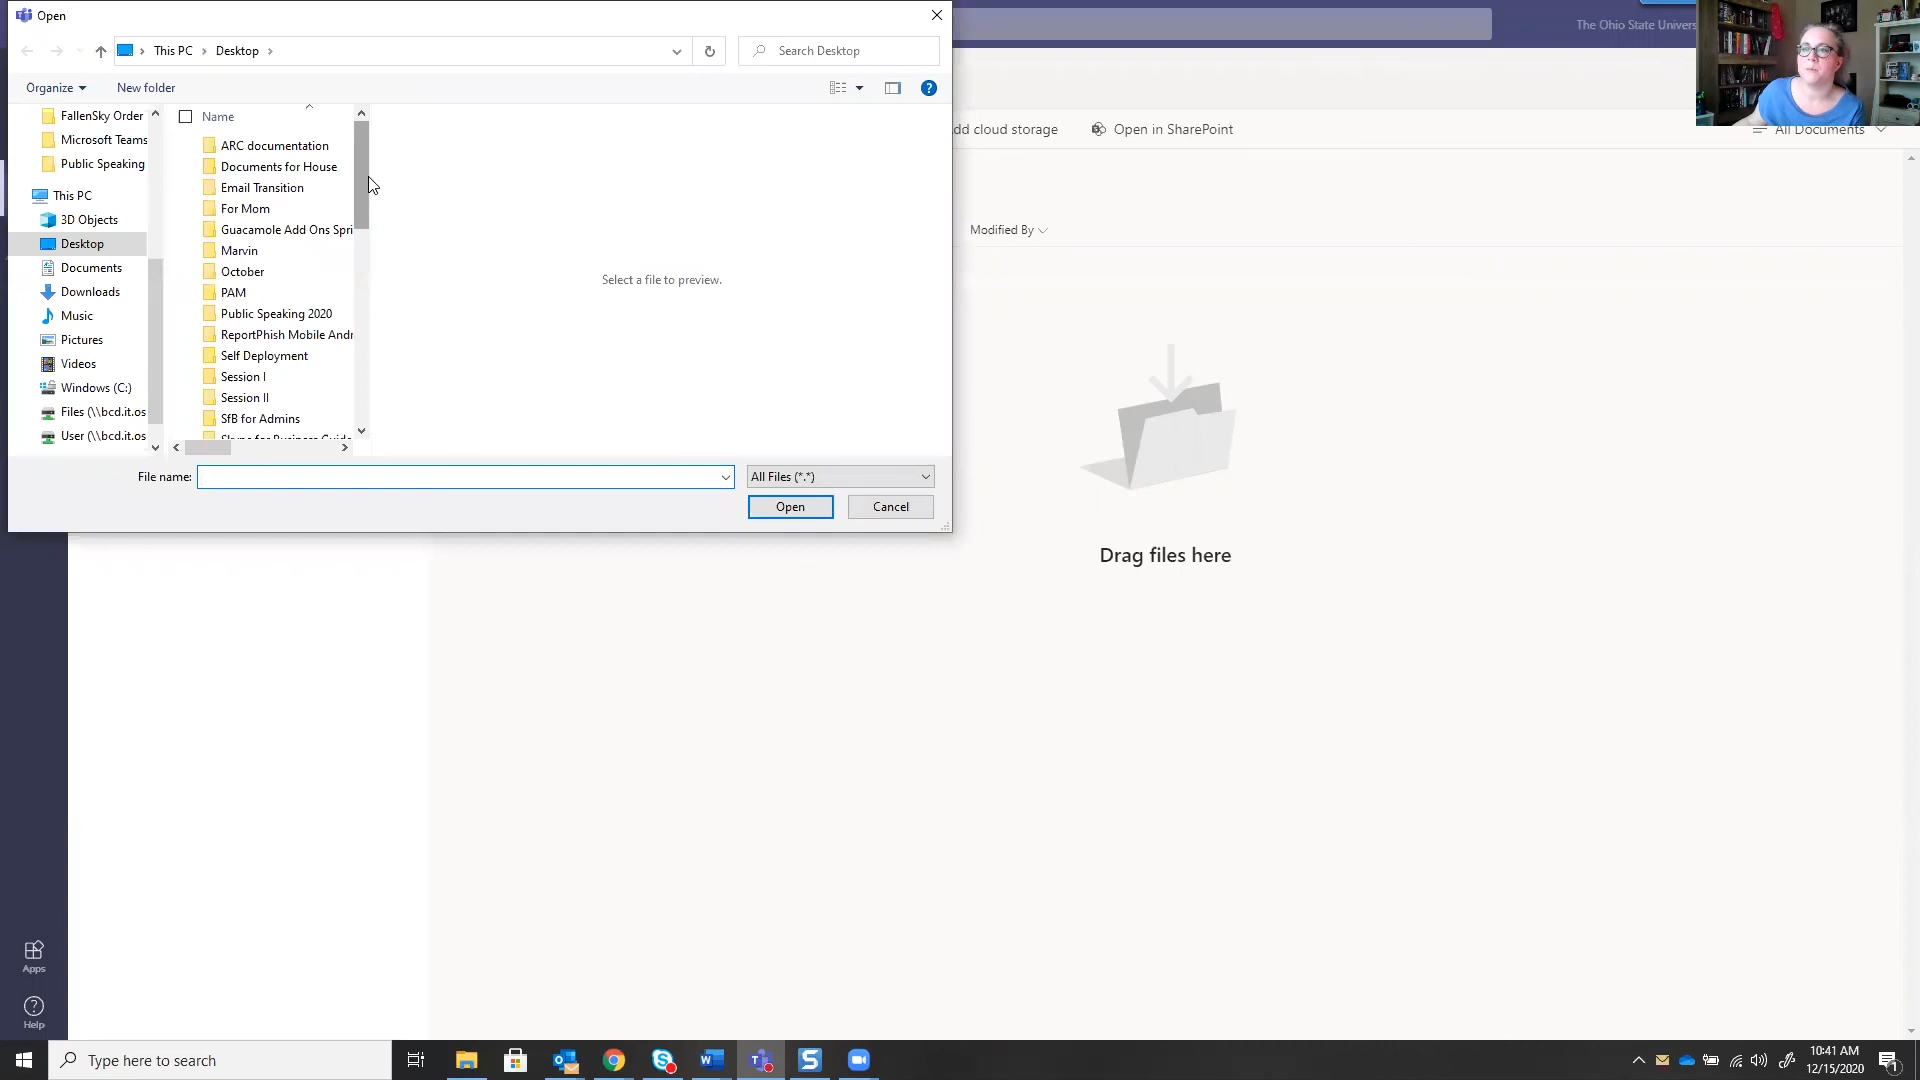 Open
This PC
Desktop
Search Desktop
The Ohio State Univers
Organize
New folder
FallenSky Order
Microsoft Teams
Public Speaking
This PC
3D Objects
Desktop
Documents
Downloads
Music
Pictures
Videos
Windows (C:)
Files (\\bcd.it.os
User (\\bcd.it.os
Name
ARC documentation
Documents for House
Email Transition
For Mom
Guacamole Add Ons Spri
Marvin
October
PAM
Public Speaking 2020
ReportPhish Mobile Andr
Self Deployment
Session I
Session II
SfB for Admins
Skype for Business Guide
Select a file to preview.
File name:
All Files (*.*)
Open
Cancel
dd cloud storage
Open in SharePoint
All Documents
Modified By
Drag files here
Apps
Help
Type here to search
10:41 AM
12/15/2020
1